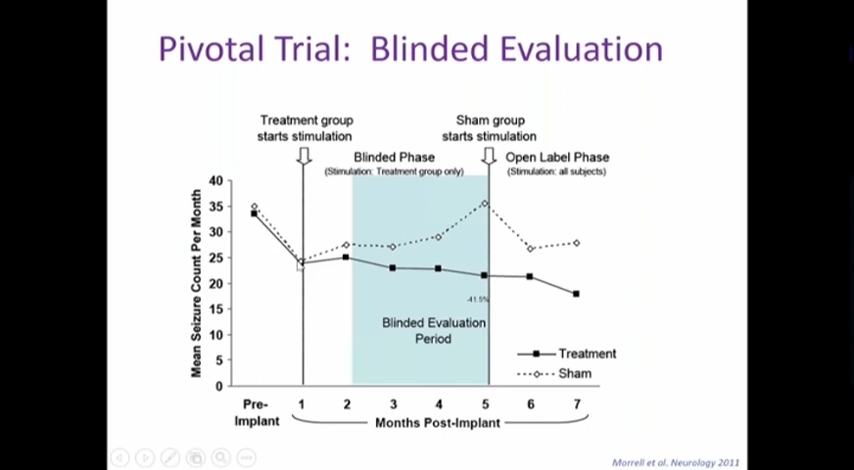 Pivotal Trial: Blinded Evaluation
Treatment group
starts stimulation
Sham group
starts stimulation
Blinded Phase
(Stimulation: Treatment group only)
Open Label Phase
(Stimulation: all subjects)
Mean Seizure Count Per Month
40
35
30
25
20
15
10
5
0
-41.5%
Blinded Evaluation
Period
Treatment
Sham
Pre-
Implant
1
2
3
4
5
6
7
Months Post-Implant
Morrell et al. Neurology 2011